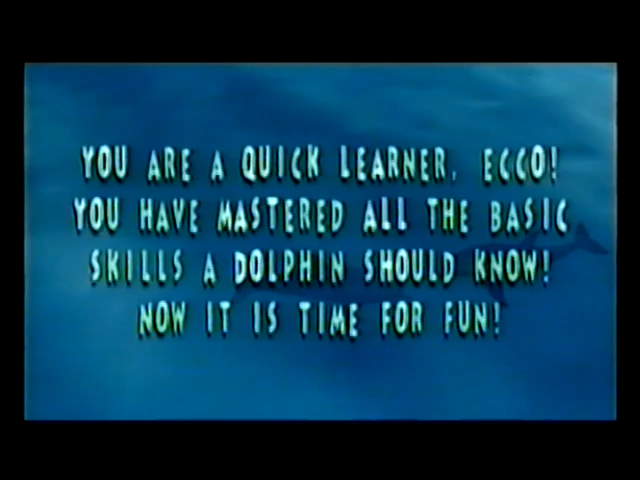 YOU ARE A QUICK LEARNER, ECCO!
YOU HAVE MASTERED ALL THE BASIC
SKILLS A DOLPHIN SHOULD KNOW!
NOW IT IS TIME FOR FUN!